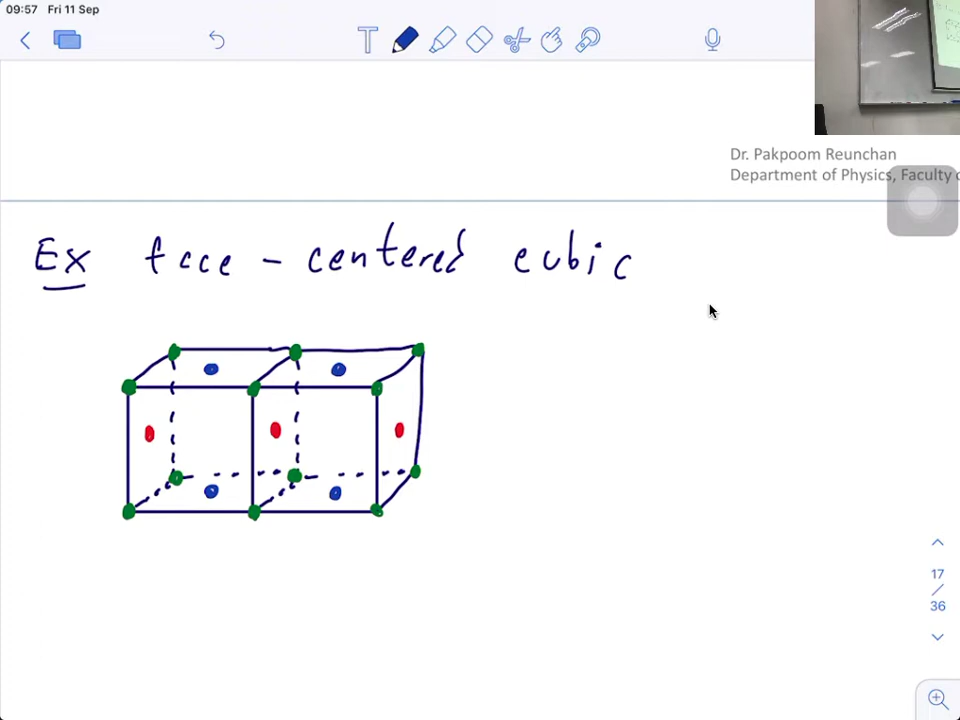 09:57 Fri 11 Sep
T
Dr. Pakpoom Reunchan
Department of Physics, Faculty
Ex face - centered cubic
17
/
36